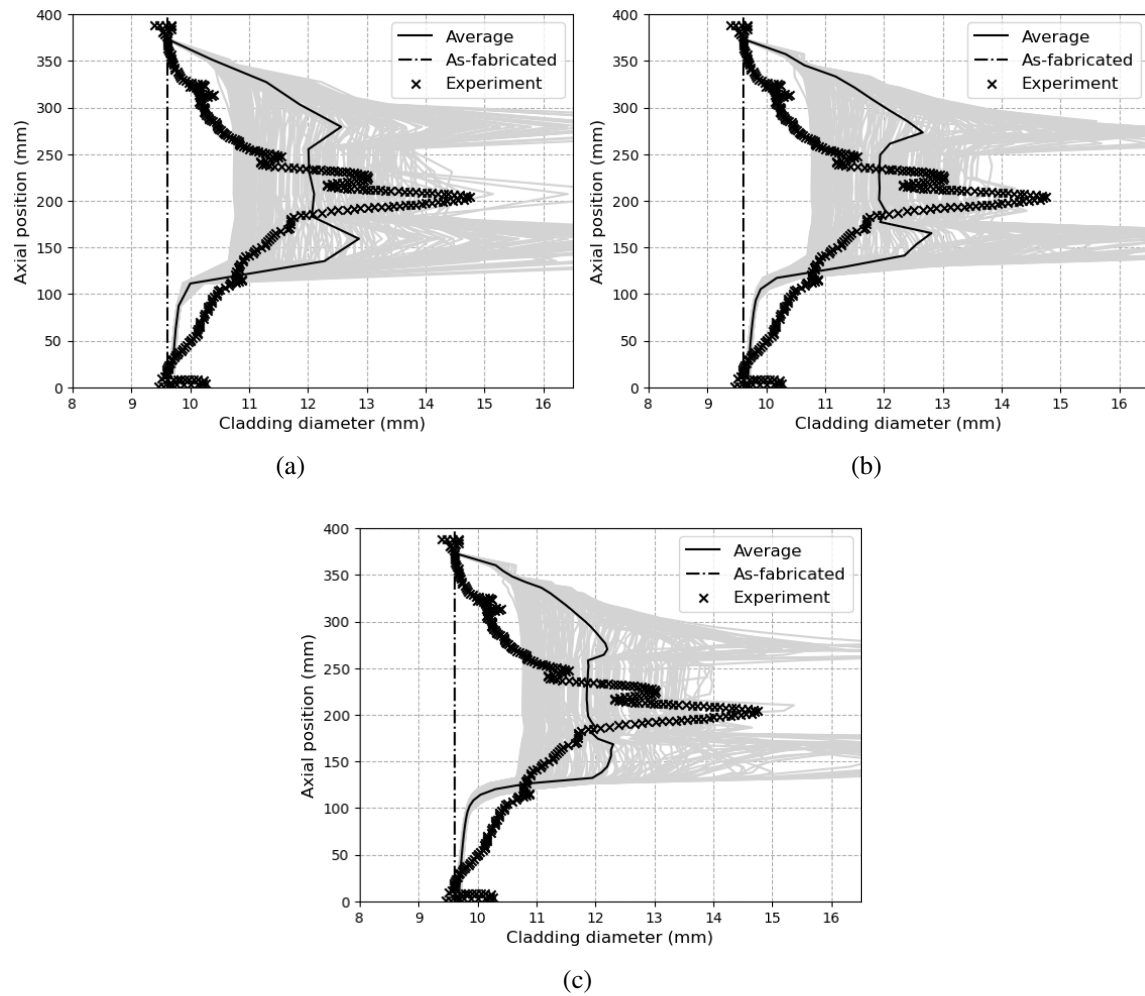 400
350
300
250
200
150
100
50
0
Axial position (mm)
8 9 10 11 12 13 14 15 16
Cladding diameter (mm)
Average
As-fabricated
Experiment
(a)
400
350
300
250
200
150
100
50
0
Axial position (mm)
8 9 10 11 12 13 14 15 16
Cladding diameter (mm)
Average
As-fabricated
Experiment
(b)
400
350
300
250
200
150
100
50
0
Axial position (mm)
8 9 10 11 12 13 14 15 16
Cladding diameter (mm)
Average
As-fabricated
Experiment
(c)